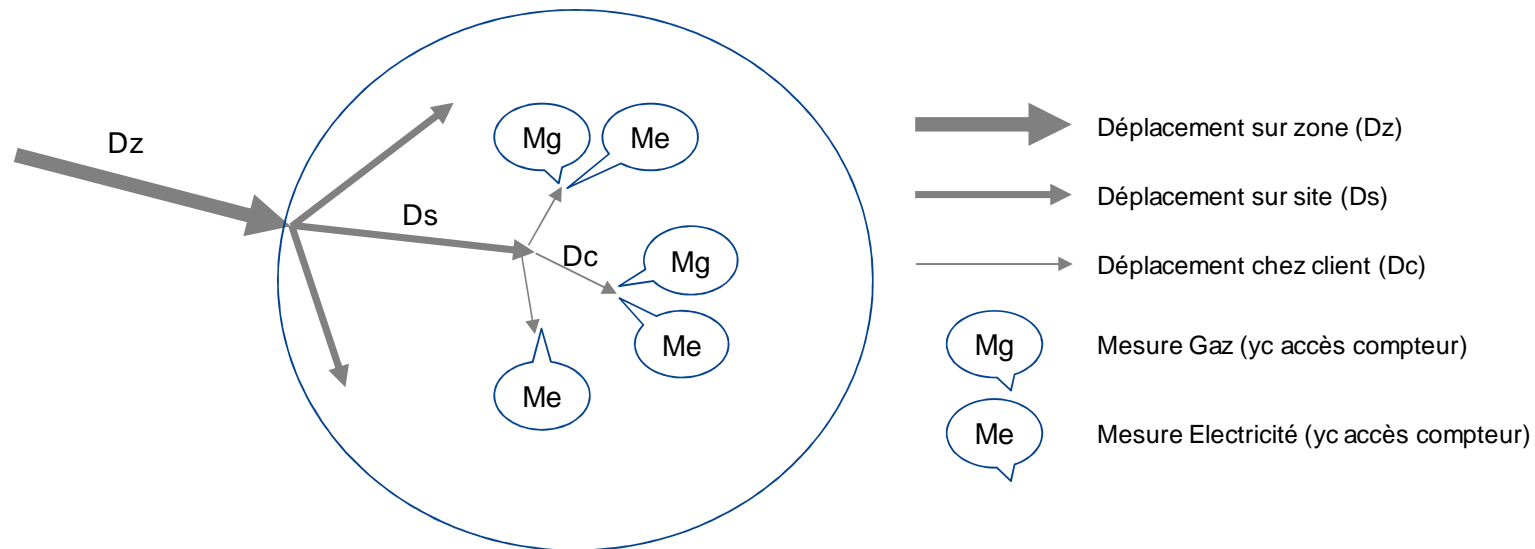 Dz
Ds
Dc
Mg
Me
Mg
Me
Me
Déplacement sur zone (Dz)
Déplacement sur site (Ds)
Déplacement chez client (Dc)
Mg
Mesure Gaz (yc accès compteur)
Me
Mesure Electricité (yc accès compteur)